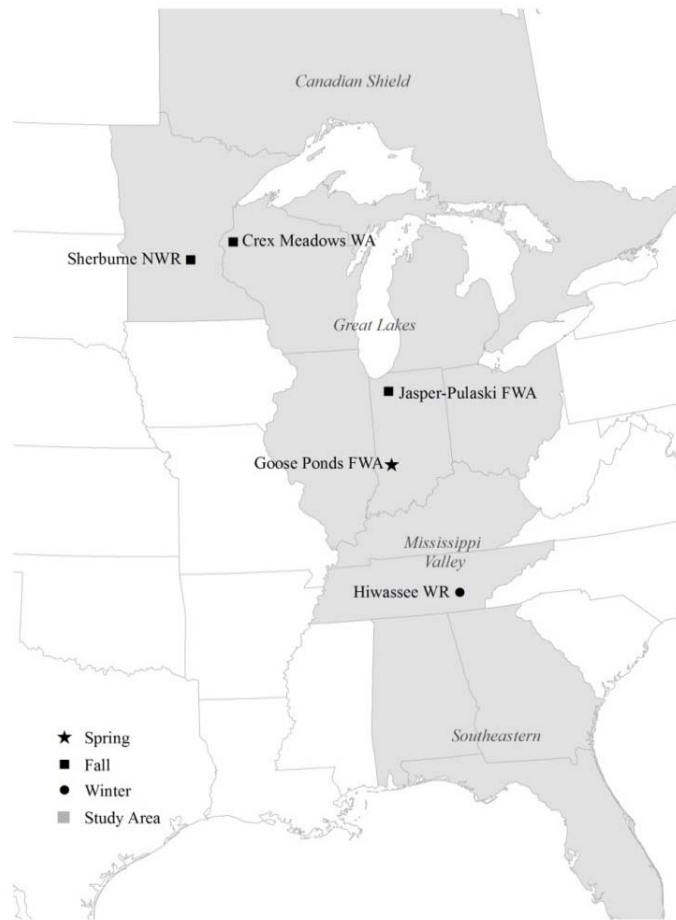 Canadian Shield
Crex Meadows WA
Sherburne NWR
Great Lakes
Jasper-Pulaski FWA
Goose Ponds FWA
Mississippi
Valley
Hiwassee WR
Southeastern
Spring
Fall
Winter
Study Area